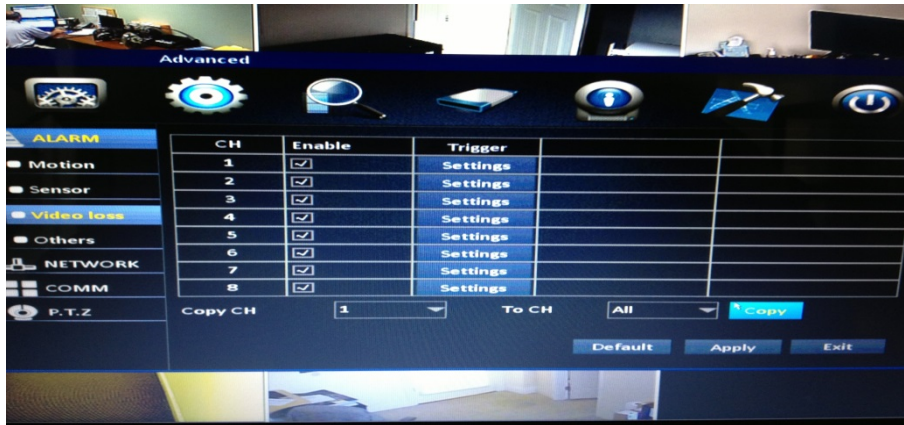 Advanced
ALARM
Motion
Sensor
Video loss
Others
NETWORK
COMM
P.T.Z
CH Enable Trigger
1 Settings
2 Settings
3 Settings
4 Settings
5 Settings
6 Settings
7 Settings
8 Settings
Copy CH 1 To CH All Copy
Default Apply Exit